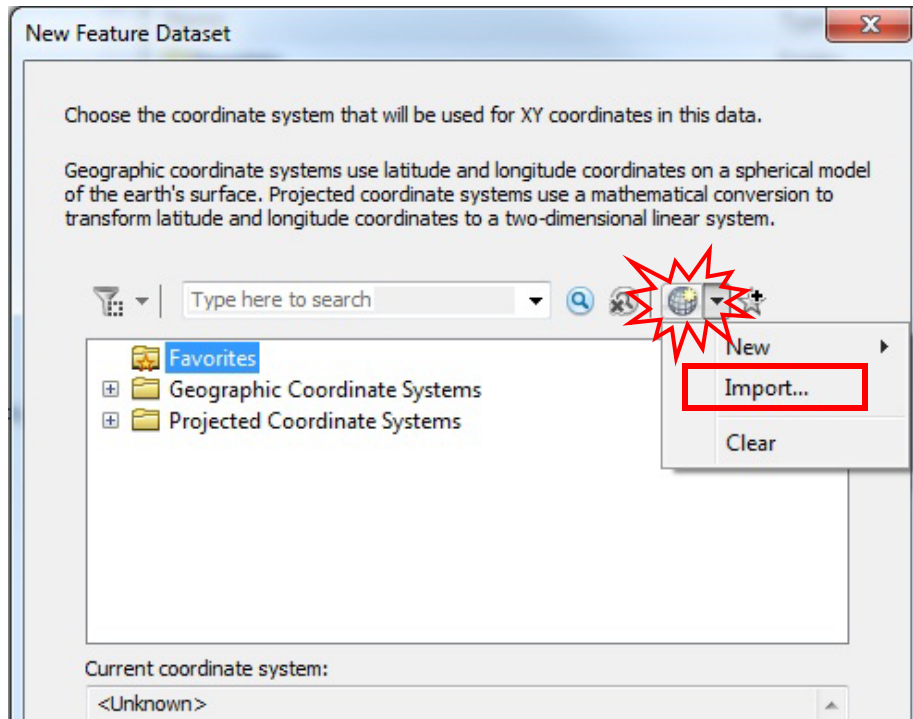 New Feature Dataset
Choose the coordinate system that will be used for XY coordinates in this data.
Geographic coordinate systems use latitude and longitude coordinates on a spherical model
of the earth's surface. Projected coordinate systems use a mathematical conversion to
transform latitude and longitude coordinates to a two-dimensional linear system.
Type here to search
Favorites
Geographic Coordinate Systems
Projected Coordinate Systems
New
Import...
Clear
Current coordinate system:
<Unknown>